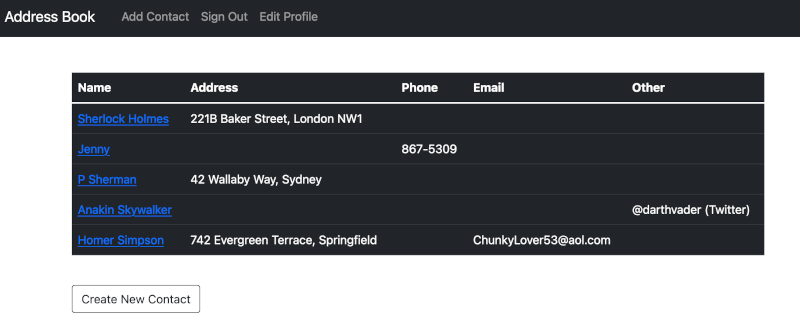 Address Book Add Contact Sign Out Edit Profile
Name Address Phone Email Other
Sherlock Holmes 221B Baker Street, London NW1
Jenny 867-5309
P Sherman 42 Wallaby Way, Sydney
Anakin Skywalker @darthvader (Twitter)
Homer Simpson 742 Evergreen Terrace, Springfield ChunkyLover53@aol.com
Create New Contact